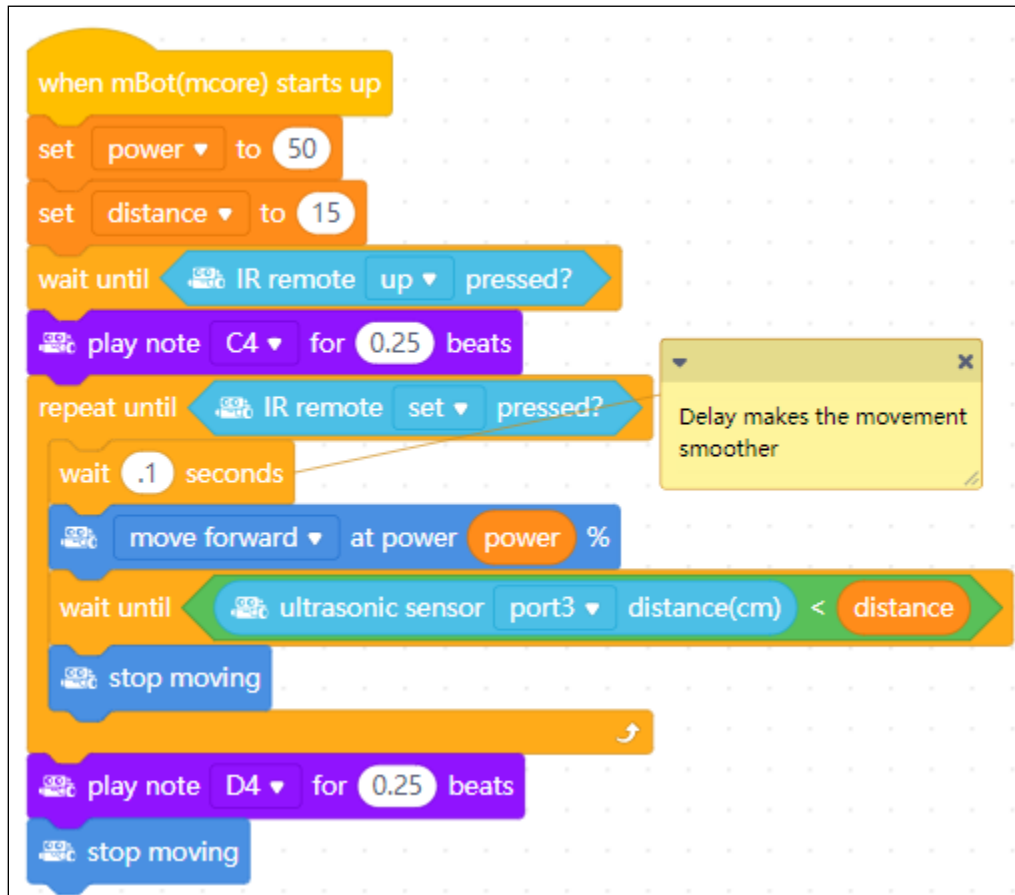 when mBot(mcore) starts up
set power to 50
set distance to 15
wait until IR remote up pressed?
play note C4 for 0.25 beats
repeat until IR remote set pressed?
Delay makes the movement
smoother
wait .1 seconds
move forward at power power %
wait until ultrasonic sensor port3 distance(cm) < distance
stop moving
play note D4 for 0.25 beats
stop moving